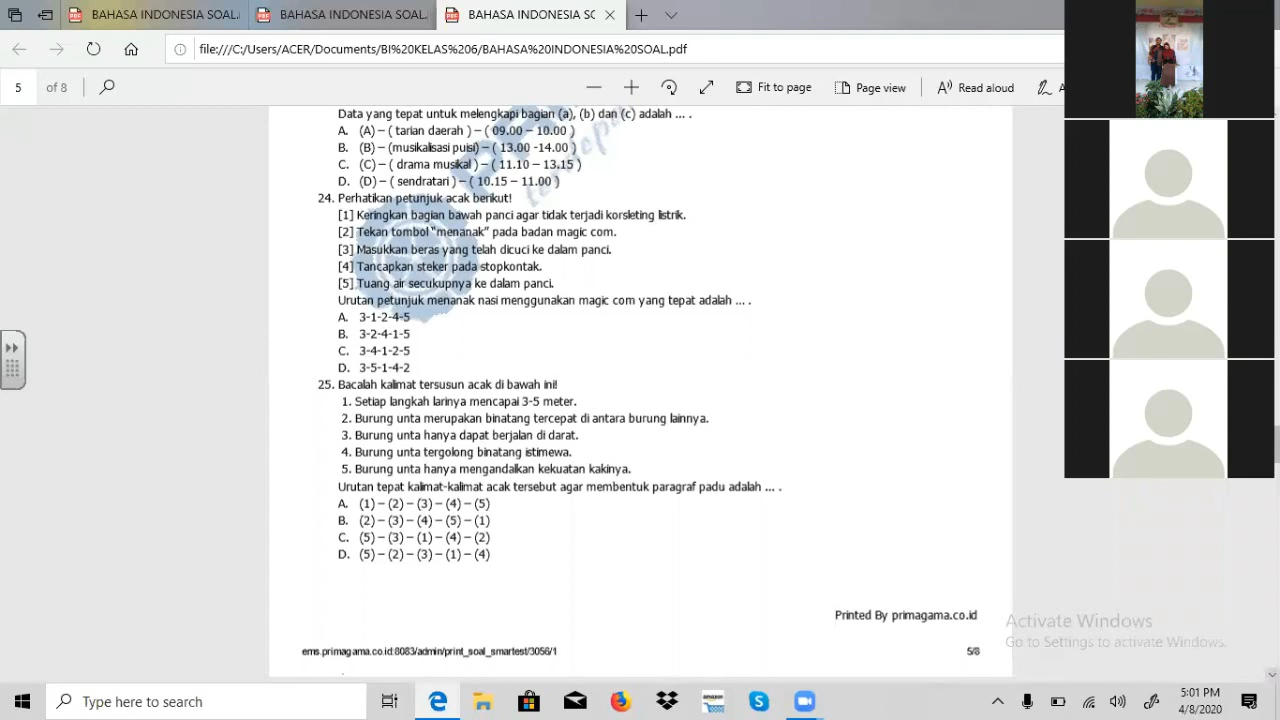 BAHASA INDONESIA SOAL
BAHASA INDONESIA SOAL
BAHASA INDONESIA SO
file:///C:/Users/ACER/Documents/BI%20KELAS%206/BAHASA%20INDONESIA%20SOAL.pdf
5 of 8
Fit to page
Page view
Read aloud
A
Data yang tepat untuk melengkapi bagian (a), (b) dan (c) adalah ... .
A. (A) – ( tarian daerah ) – ( 09.00 – 10.00 )
B. (B) – (musikalisasi puisi) – ( 13.00 -14.00 )
C. (C) – ( drama musikal ) – ( 11.10 – 13.15 )
D. (D) – ( sendratari ) – ( 10.15 – 11.00 )
24. Perhatikan petunjuk acak berikut!
[1] Keringkan bagian bawah panci agar tidak terjadi korsleting listrik.
[2] Tekan tombol “menanak” pada badan magic com.
[3] Masukkan beras yang telah dicuci ke dalam panci.
[4] Tancapkan steker pada stopkontak.
[5] Tuang air secukupnya ke dalam panci.
Urutan petunjuk menanak nasi menggunakan magic com yang tepat adalah ... .
A. 3-1-2-4-5
B. 3-2-4-1-5
C. 3-4-1-2-5
D. 3-5-1-4-2
25. Bacalah kalimat tersusun acak di bawah ini!
1. Setiap langkah larinya mencapai 3-5 meter.
2. Burung unta merupakan binatang tercepat di antara burung lainnya.
3. Burung unta hanya dapat berjalan di darat.
4. Burung unta tergolong binatang istimewa.
5. Burung unta hanya mengandalkan kekuatan kakinya.
Urutan tepat kalimat-kalimat acak tersebut agar membentuk paragraf padu adalah ... .
A. (1) – (2) – (3) – (4) – (5)
B. (2) – (3) – (4) – (5) – (1)
C. (5) – (3) – (1) – (4) – (2)
D. (5) – (2) – (3) – (1) – (4)
Printed By primagama.co.id
ems.primagama.co.id:8083/admin/print_soal_smartest/3056/1
5/8
Activate Windows
Go to Settings to activate Windows.
Type here to search
5:01 PM
4/8/2020